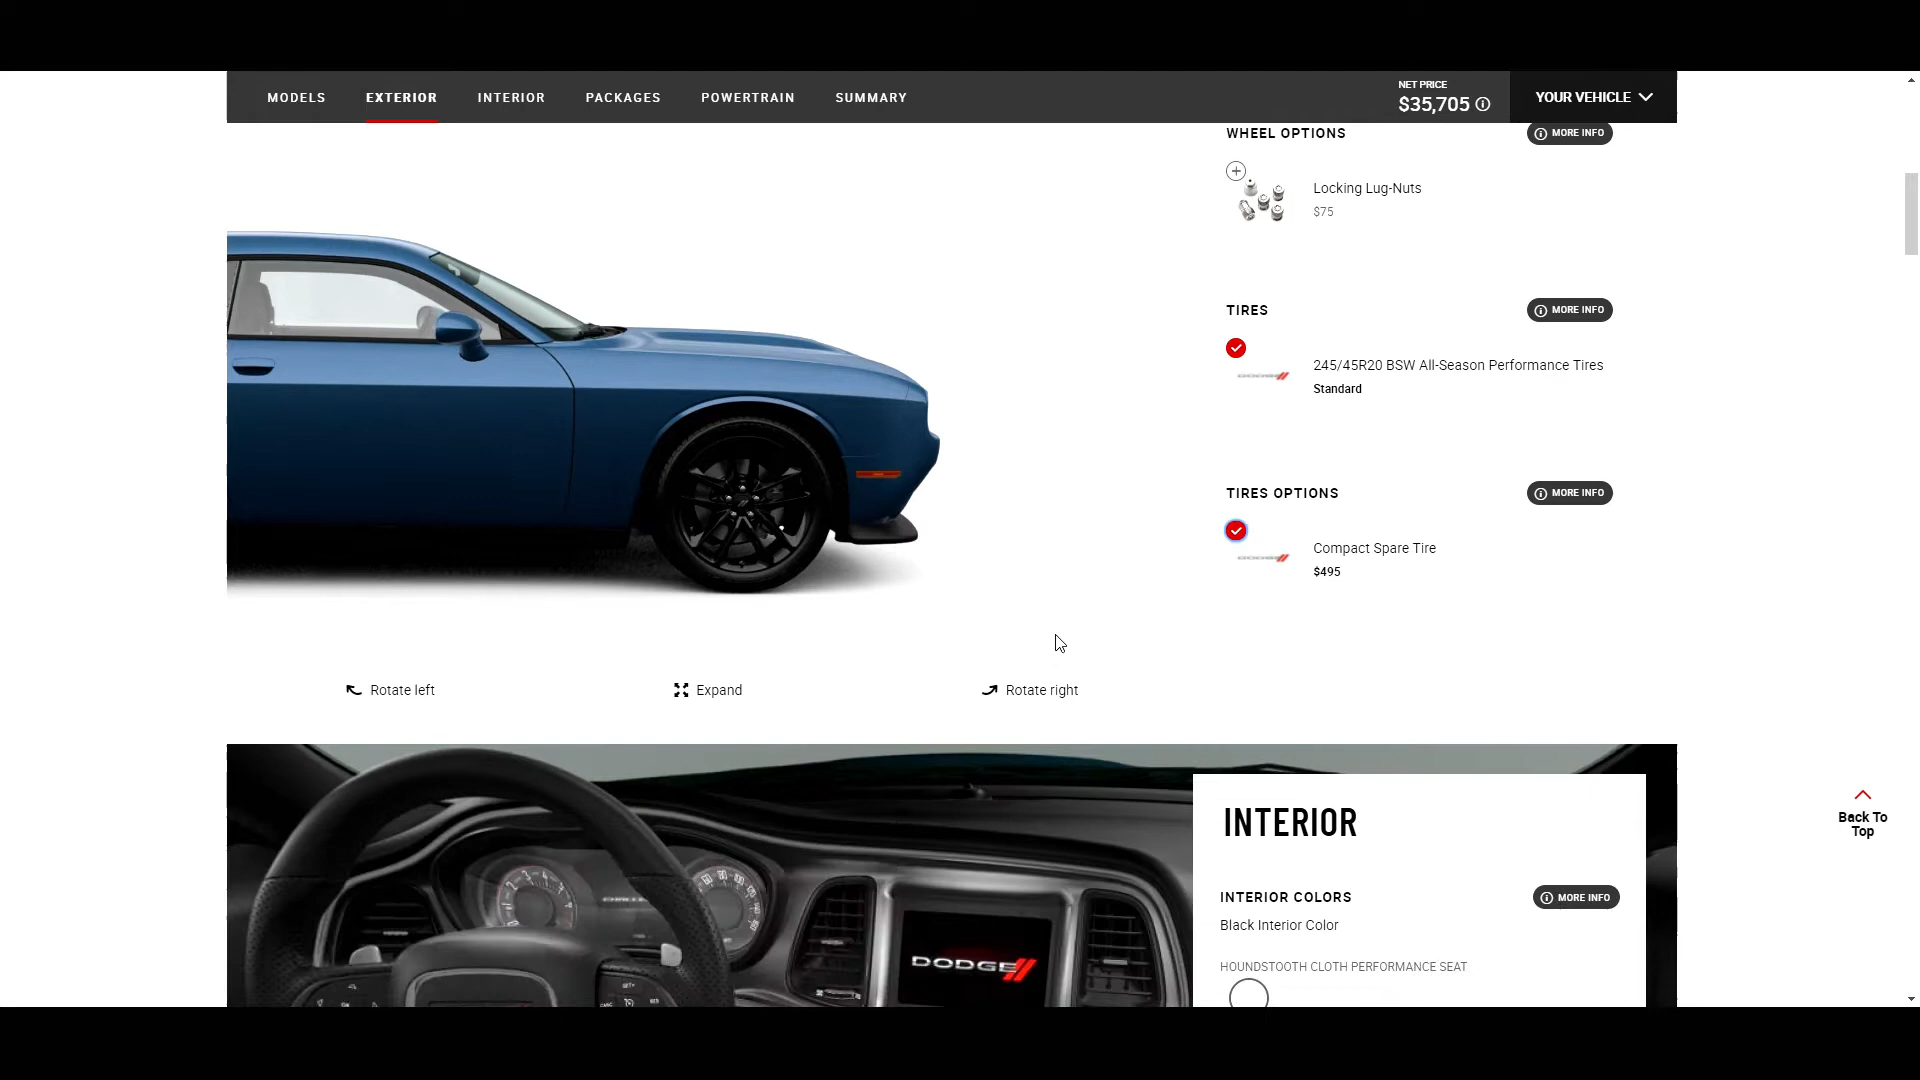 MODELS
EXTERIOR
INTERIOR
PACKAGES
POWERTRAIN
SUMMARY
NET PRICE
$35,705
YOUR VEHICLE
WHEEL OPTIONS
MORE INFO
Locking Lug-Nuts
$75
TIRES
MORE INFO
DODGE
245/45R20 BSW All-Season Performance Tires
Standard
TIRES OPTIONS
MORE INFO
DODGE
Compact Spare Tire
$495
Rotate left
Expand
Rotate right
Back To
Top
INTERIOR
INTERIOR COLORS
MORE INFO
Black Interior Color
HOUNDSTOOTH CLOTH PERFORMANCE SEAT
DODGE